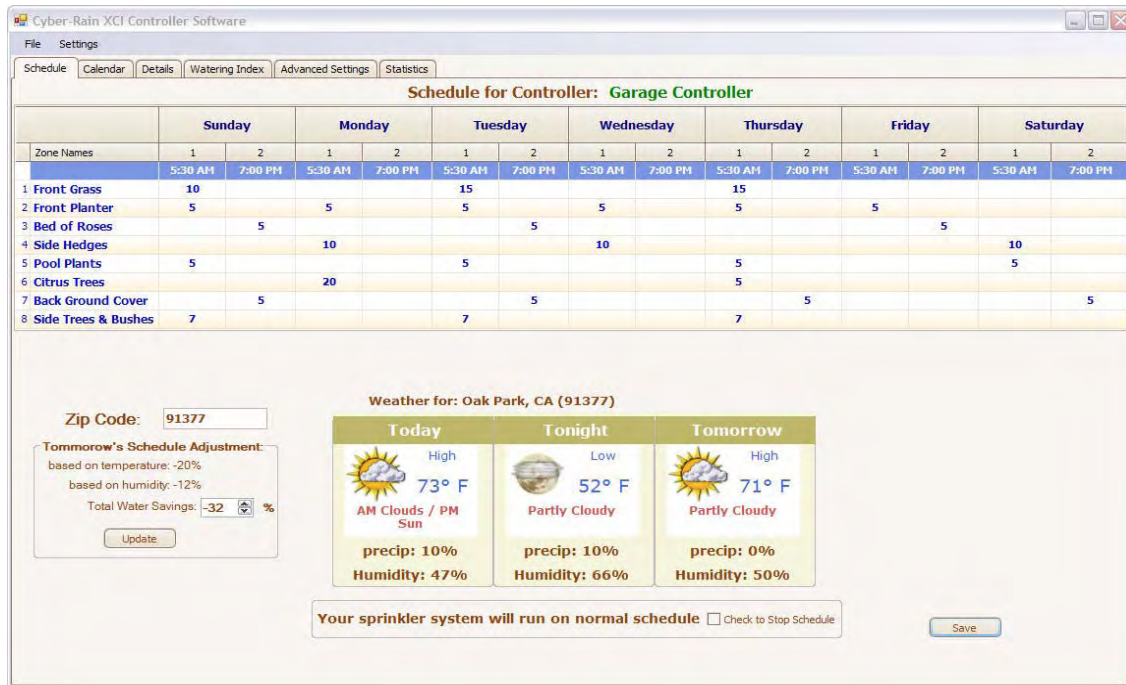 Cyber-Rain XCI Controller Software
File Settings
Schedule Calendar Details Watering Index Advanced Settings Statistics
Schedule for Controller: Garage Controller
Sunday Monday Tuesday Wednesday Thursday Friday Saturday
Zone Names 1 2 1 2 1 2 1 2 1 2 1 2 1 2
5:30 AM 7:00 PM 5:30 AM 7:00 PM 5:30 AM 7:00 PM 5:30 AM 7:00 PM 5:30 AM 7:00 PM 5:30 AM 7:00 PM 5:30 AM 7:00 PM
1 Front Grass 10 15 15
2 Front Planter 5 5 5 5 5 5
3 Bed of Roses 5 5 5
4 Side Hedges 10 10 10
5 Pool Plants 5 5 5 5
6 Citrus Trees 20 5
7 Back Ground Cover 5 5 5 5
8 Side Trees & Bushes 7 7 7
Zip Code: 91377
Tommorow's Schedule Adjustment:
based on temperature: -20%
based on humidity: -12%
Total Water Savings: -32 %
Update
Weather for: Oak Park, CA (91377)
Today Tonight Tomorrow
High Low High
73° F 52° F 71° F
AM Clouds / PM Partly Cloudy Partly Cloudy
Sun
precip: 10% precip: 10% precip: 0%
Humidity: 47% Humidity: 66% Humidity: 50%
Your sprinkler system will run on normal schedule Check to Stop Schedule
Save